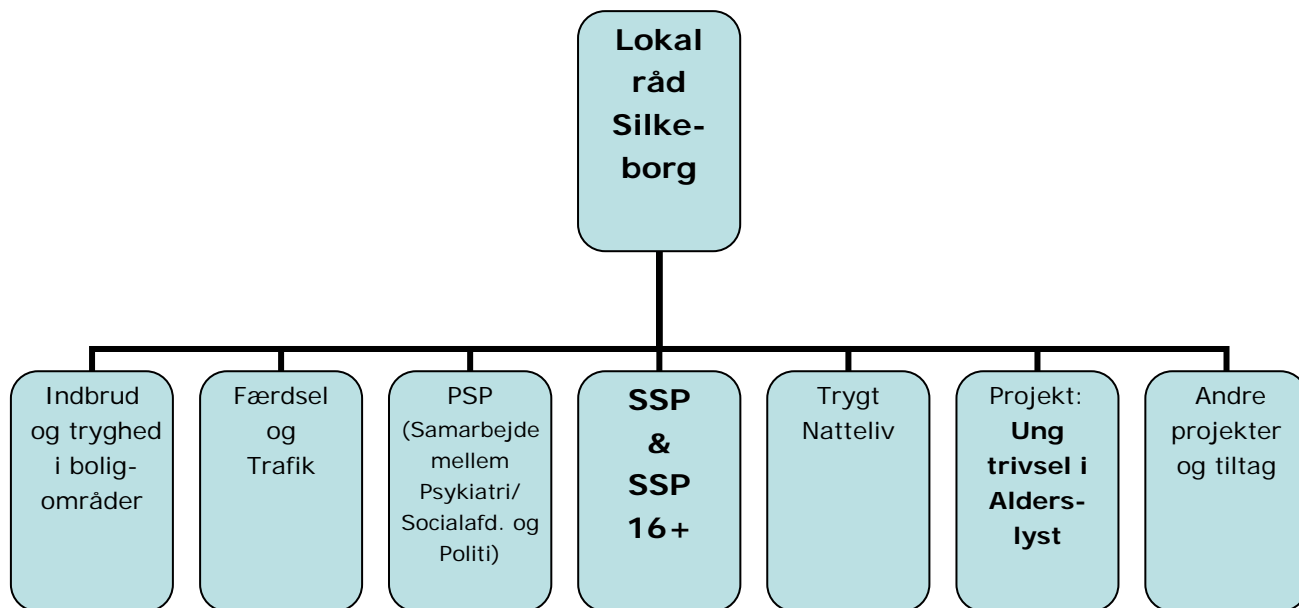 Lokal
råd
Silke-
borg
Indbrud
og tryghed
i bolig-
områder
Færdsel
og
Trafik
PSP
(Samarbejde
mellem
Psykiatri/
Socialafd. og
Politi)
SSP
&
SSP
16+
Trygt
Natteliv
Projekt:
Ung
trivsel i
Alders-
lyst
Andre
projekter
og tiltag